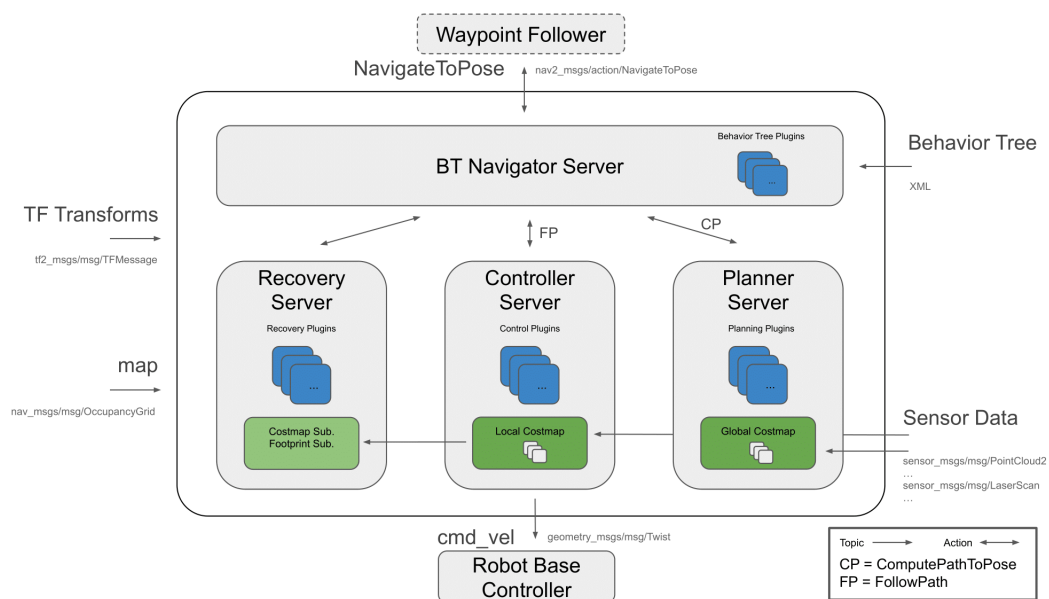 Waypoint Follower
NavigateToPose
nav2_msgs/action/NavigateToPose
Behavior Tree Plugins
BT Navigator Server
...
Behavior Tree
XML
TF Transforms
tf2_msgs/msg/TFMessage
FP
CP
Recovery
Server
Recovery Plugins
...
Costmap Sub.
Footprint Sub.
Controller
Server
Control Plugins
...
Local Costmap
Planner
Server
Planning Plugins
...
Global Costmap
map
nav_msgs/msg/OccupancyGrid
Sensor Data
sensor_msgs/msg/PointCloud2
...
sensor_msgs/msg/LaserScan
...
cmd_vel
geometry_msgs/msg/Twist
Robot Base
Controller
Topic
Action
CP = ComputePathToPose
FP = FollowPath